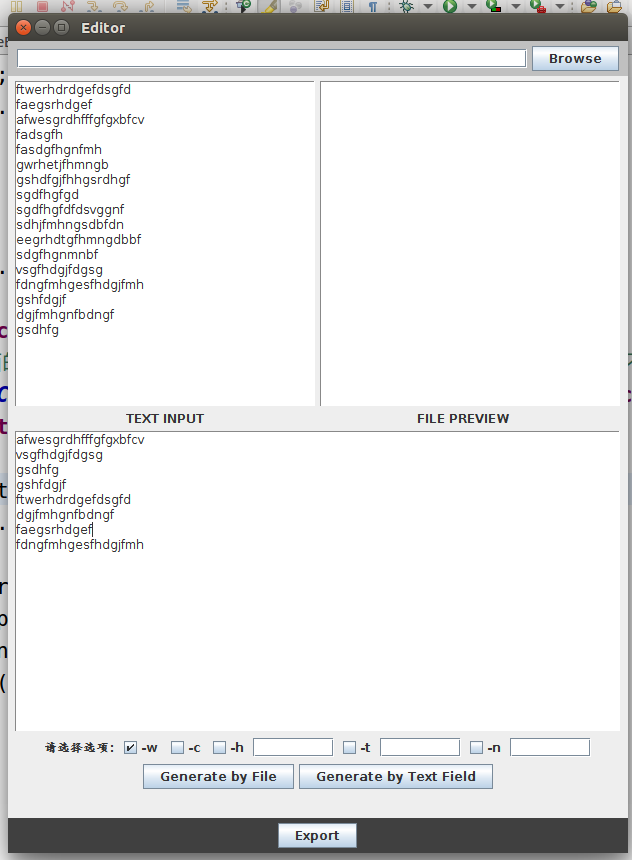 Editor
Browse
ftwerhdrdgefdsgfd
faegsrhdgef
afwesgrdhfffgfgxbfcv
fadsgfh
fasdgfhgnfmh
gwrhetjfhmngb
gshdfgjfhhgsrdhgf
sgdfhgfgd
sgdfhgfdfdsvggnf
sdhjfmhngsdbfdn
eegrhdtgfhmngdbbf
sdgfhgnmnbf
vsgfhdgjfdgsg
fdngfmhgesfhdgjfmh
gshfdgjf
dgjfmhgnfbdngf
gsdhfg
TEXT INPUT
FILE PREVIEW
afwesgrdhfffgfgxbfcv
vsgfhdgjfdgsg
gsdhfg
gshfdgjf
ftwerhdrdgefdsgfd
dgjfmhgnfbdngf
faegsrhdgef
fdngfmhgesfhdgjfmh
请选择选项: -w -c -h -t -n
Generate by File Generate by Text Field
Export